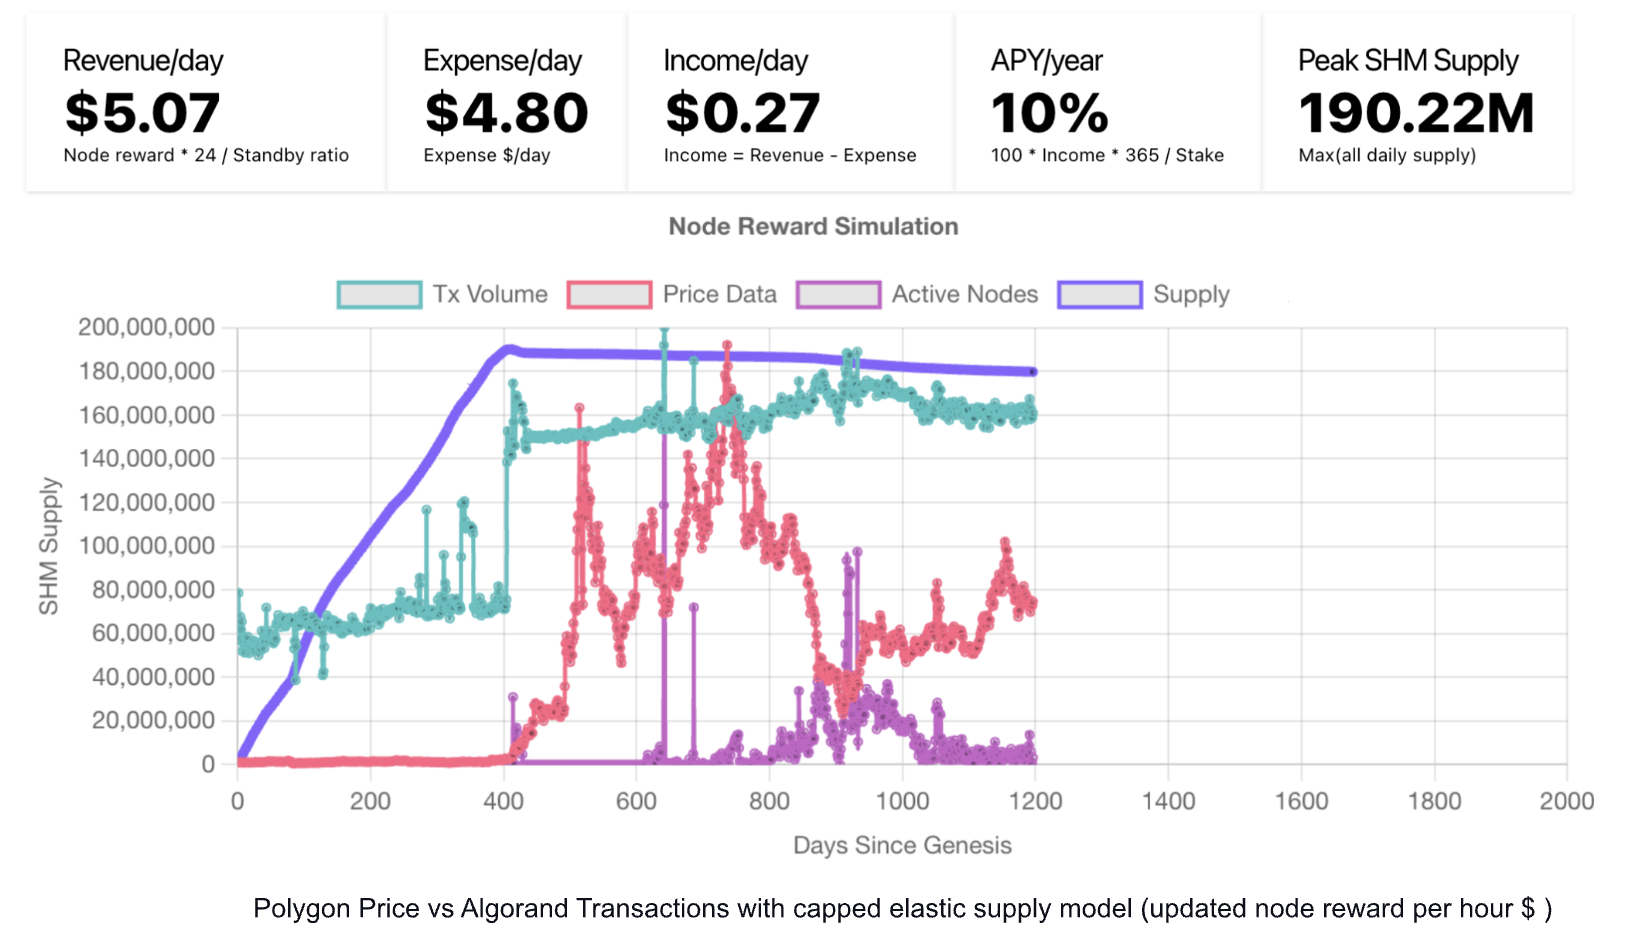 Revenue/day
$5.07
Node reward * 24 / Standby ratio
Expense/day
$4.80
Expense $/day
Income/day
$0.27
Income = Revenue - Expense
APY/year
10%
100 * Income * 365 / Stake
Peak SHM Supply
190.22M
Max(all daily supply)
Node Reward Simulation
Tx Volume
Price Data
Active Nodes
Supply
SHM Supply
200,000,000
180,000,000
160,000,000
140,000,000
120,000,000
100,000,000
80,000,000
60,000,000
40,000,000
20,000,000
0
0 200 400 600 800 1000 1200 1400 1600 1800 2000
Days Since Genesis
Polygon Price vs Algorand Transactions with capped elastic supply model (updated node reward per hour $ )